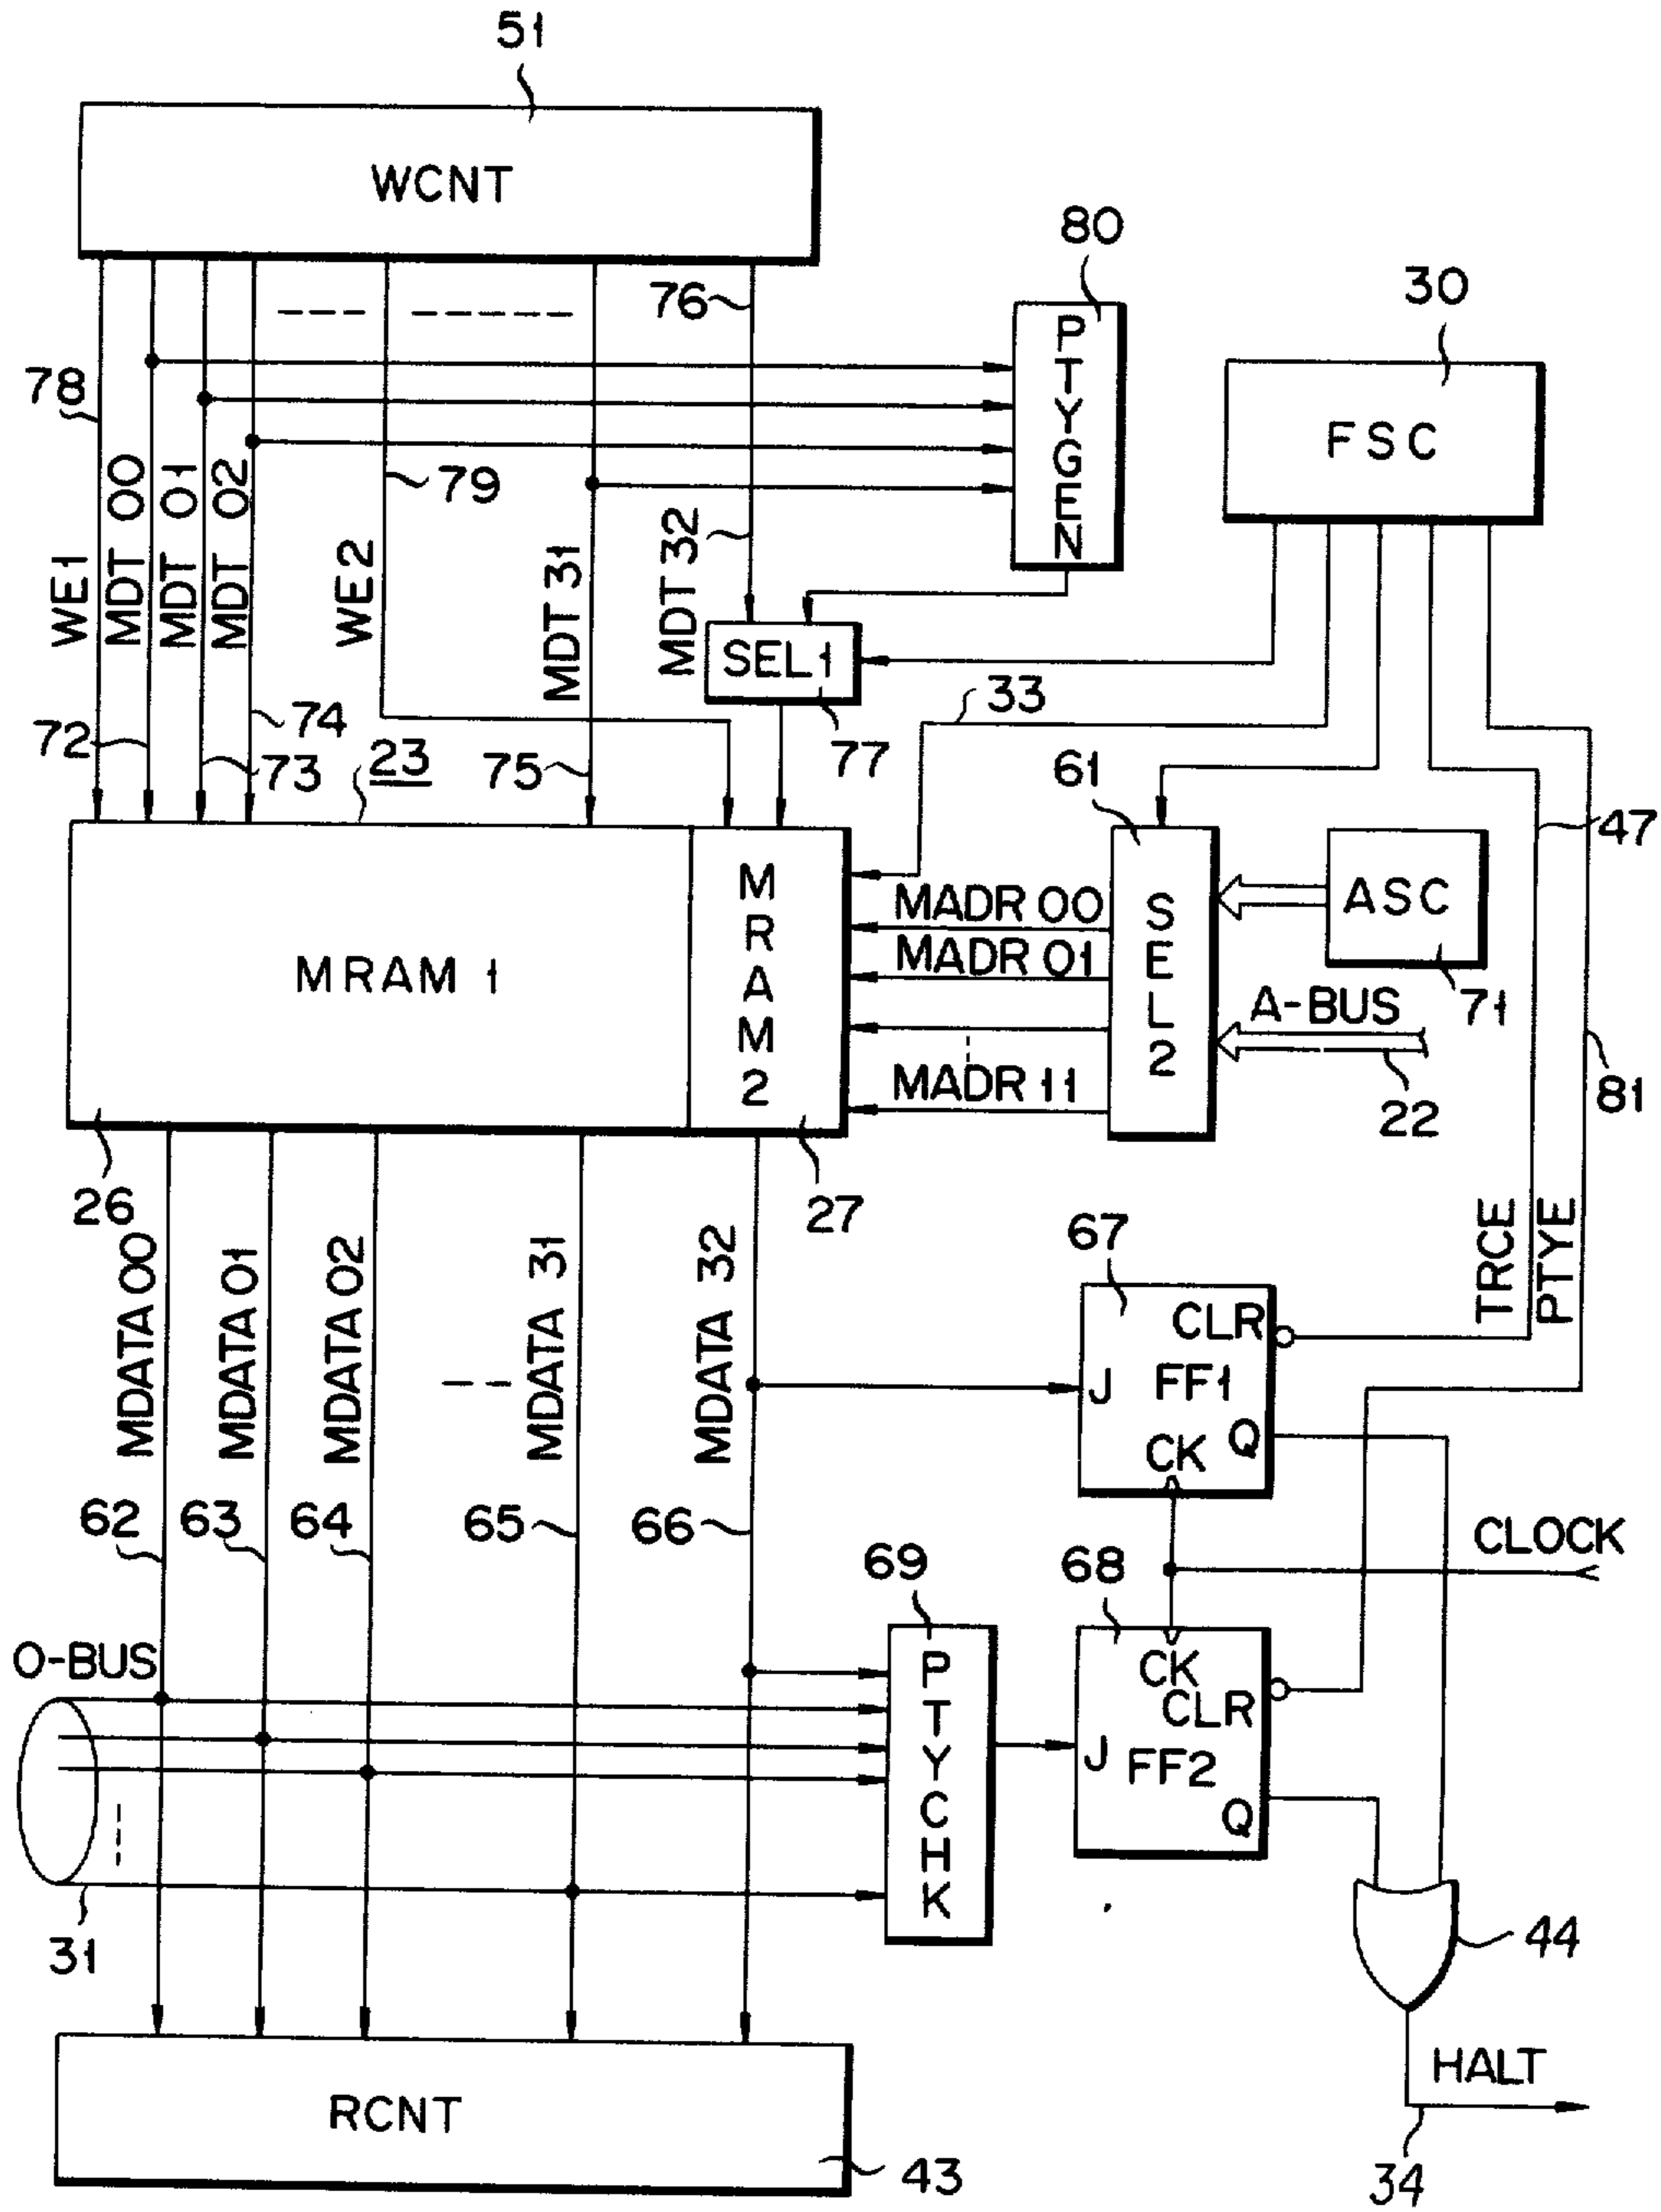 51
WCNT
80
PTYGEN
30
FSC
76
78
79
WE1
MDT 00
MDT 01
MDT 02
WE2
MDT 31
MDT 32
SEL1
33
72
73
74
23
75
77
61
47
MRAM 1
MRAM2
MADR 00
MADR 01
MADR 11
SEL2
ASC
71
A-BUS
22
81
26
27
MDATA 00
MDATA 01
MDATA 02
MDATA 31
MDATA 32
67
CLR
J FF1
CK Q
TRCE
PTYE
62
63
64
65
66
CLOCK
69
68
O-BUS
PTYCHK
CK
CLR
J FF2
Q
31
44
RCNT
43
HALT
34